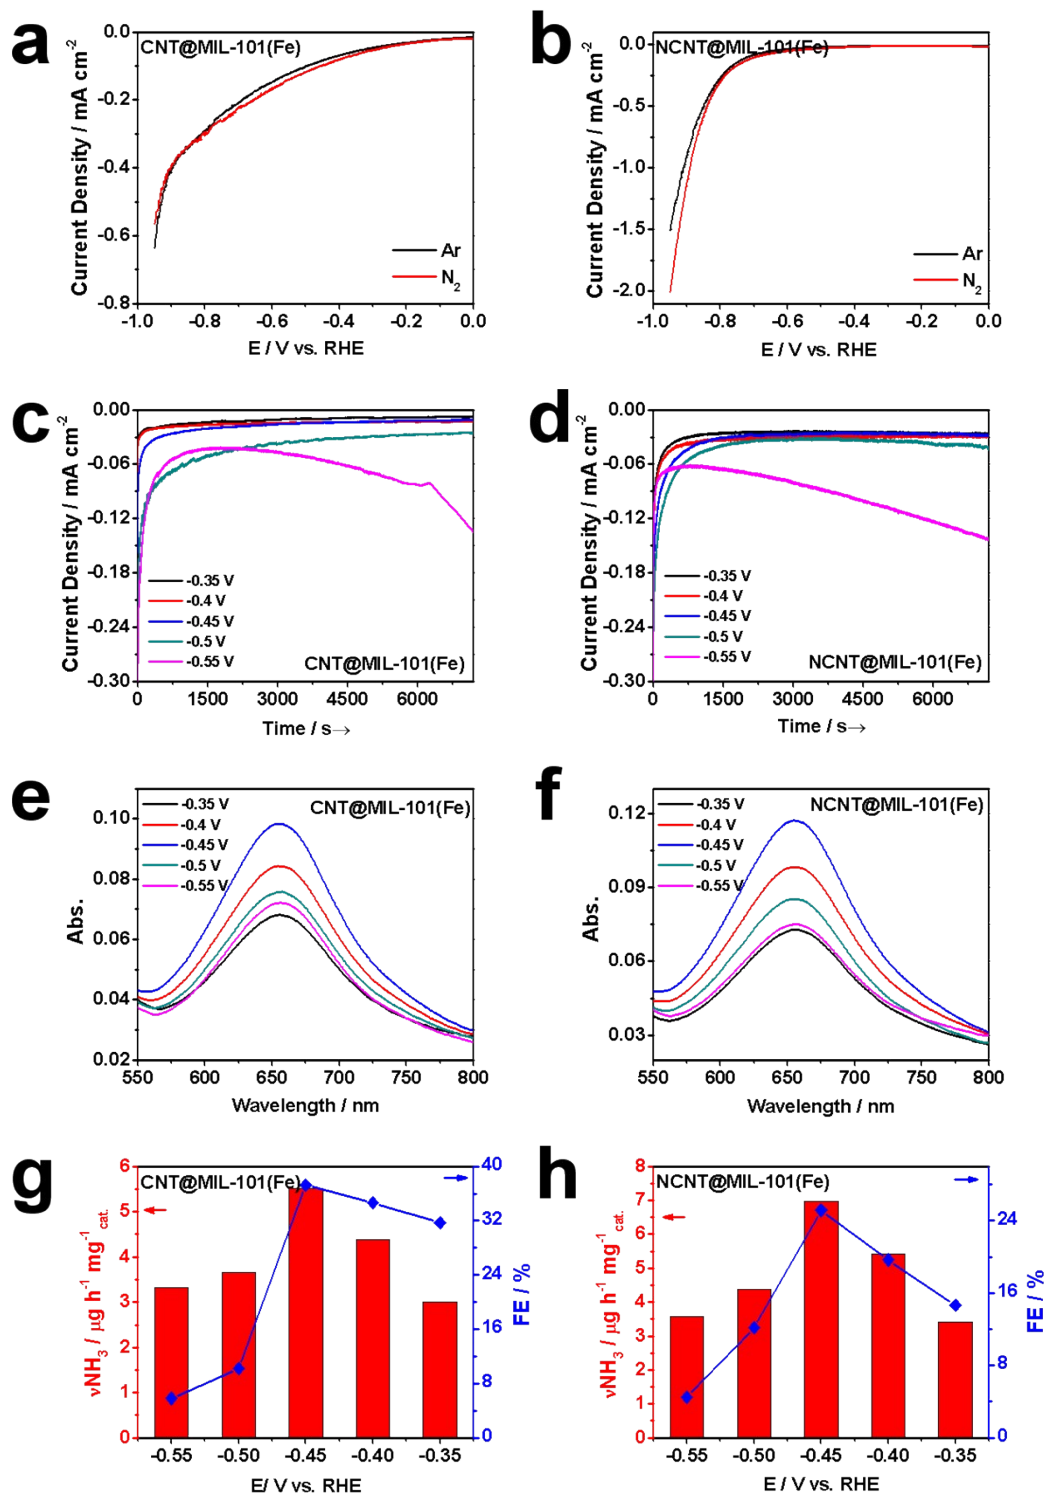 a
CNT@MIL-101(Fe)
0.0
-0.2
-0.4
-0.6
-0.8
Current Density / mA cm⁻²
Ar
N₂
-1.0 -0.8 -0.6 -0.4 -0.2 0.0
E / V vs. RHE
b
NCNT@MIL-101(Fe)
0.0
-0.5
-1.0
-1.5
-2.0
Current Density / mA cm⁻²
Ar
N₂
-1.0 -0.8 -0.6 -0.4 -0.2 0.0
E / V vs. RHE
c
0.00
-0.06
-0.12
-0.18
-0.24
-0.30
Current Density / mA cm⁻²
-0.35 V
-0.4 V
-0.45 V
-0.5 V
-0.55 V
CNT@MIL-101(Fe)
0 1500 3000 4500 6000
Time / s→
d
0.00
-0.06
-0.12
-0.18
-0.24
-0.30
Current Density / mA cm⁻²
-0.35 V
-0.4 V
-0.45 V
-0.5 V
-0.55 V
NCNT@MIL-101(Fe)
0 1500 3000 4500 6000
Time / s→
e
0.10
0.08
0.06
0.04
0.02
Abs.
-0.35 V
-0.4 V
-0.45 V
-0.5 V
-0.55 V
CNT@MIL-101(Fe)
550 600 650 700 750 800
Wavelength / nm
f
0.12
0.09
0.06
0.03
Abs.
-0.35 V
-0.4 V
-0.45 V
-0.5 V
-0.55 V
NCNT@MIL-101(Fe)
550 600 650 700 750 800
Wavelength / nm
g
CNT@MIL-101(Fe)
6
5
4
3
2
1
0
νNH₃ / μg h⁻¹ mg⁻¹cat.
40
32
24
16
8
0
FE / %
-0.55 -0.50 -0.45 -0.40 -0.35
E/ V vs. RHE
h
NCNT@MIL-101(Fe)
8
7
6
5
4
3
2
1
0
νNH₃ / μg h⁻¹ mg⁻¹cat.
24
16
8
0
FE / %
-0.55 -0.50 -0.45 -0.40 -0.35
E / V vs. RHE